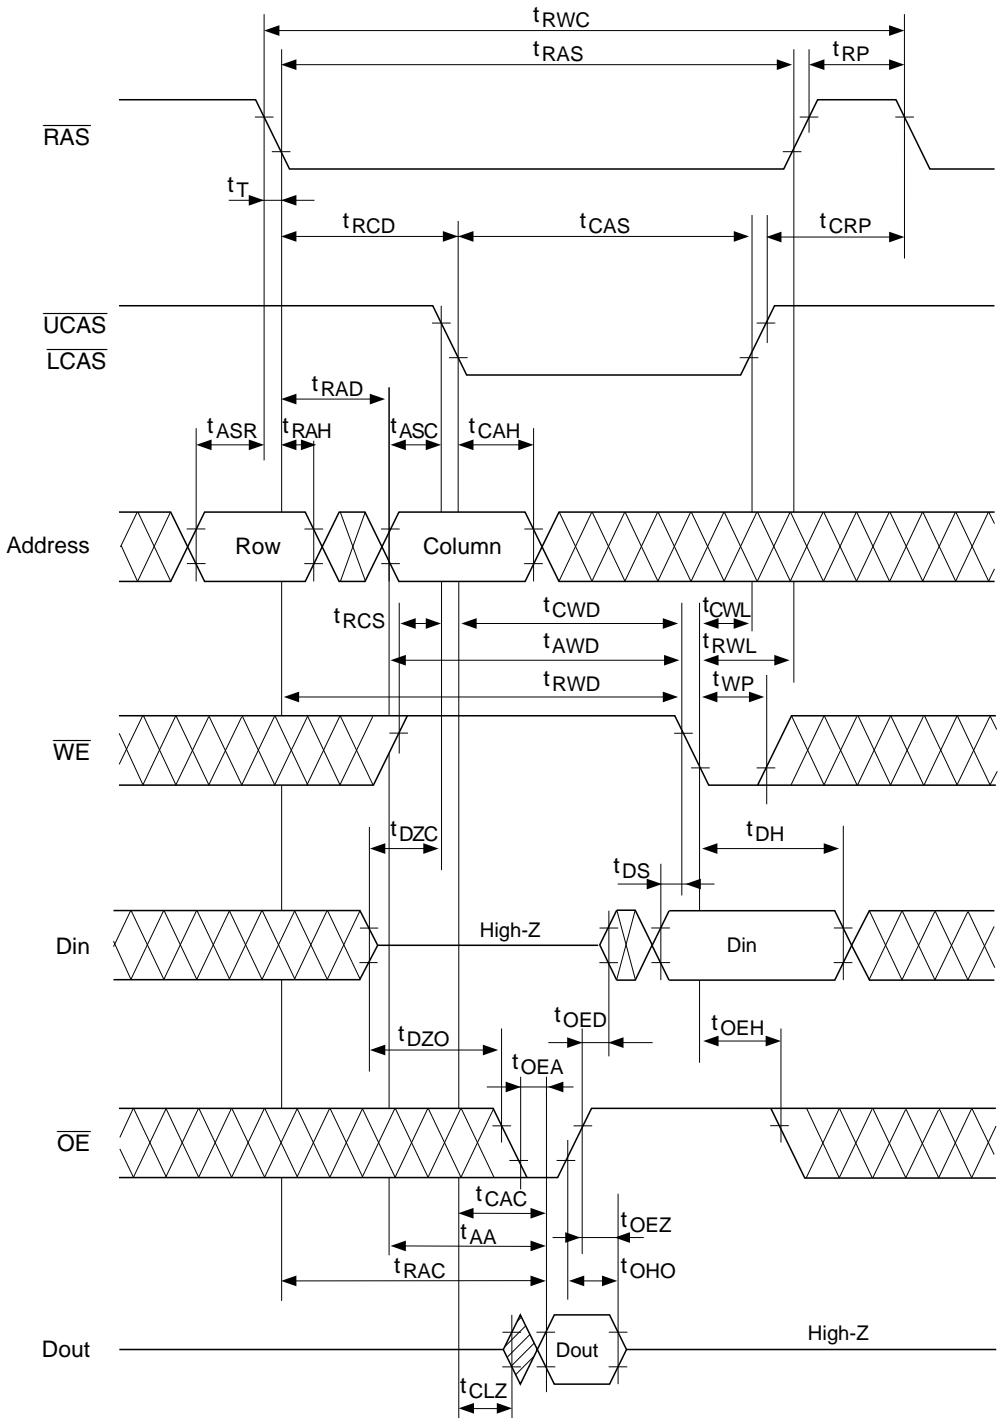 tRWC
tRAS
tRP
RAS
tT
tRCD
tCAS
tCRP
UCAS
LCAS
tRAD
tASR
tRAH
tASC
tCAH
Address
Row
Column
tRCS
tCWD
tCWL
tAWD
tRWL
tRWD
tWP
WE
tDZC
tDH
tDS
Din
High-Z
Din
tOED
tOEH
tDZO
tOEA
OE
tCAC
tOEZ
tAA
tRAC
tOHO
Dout
Dout
High-Z
tCLZ